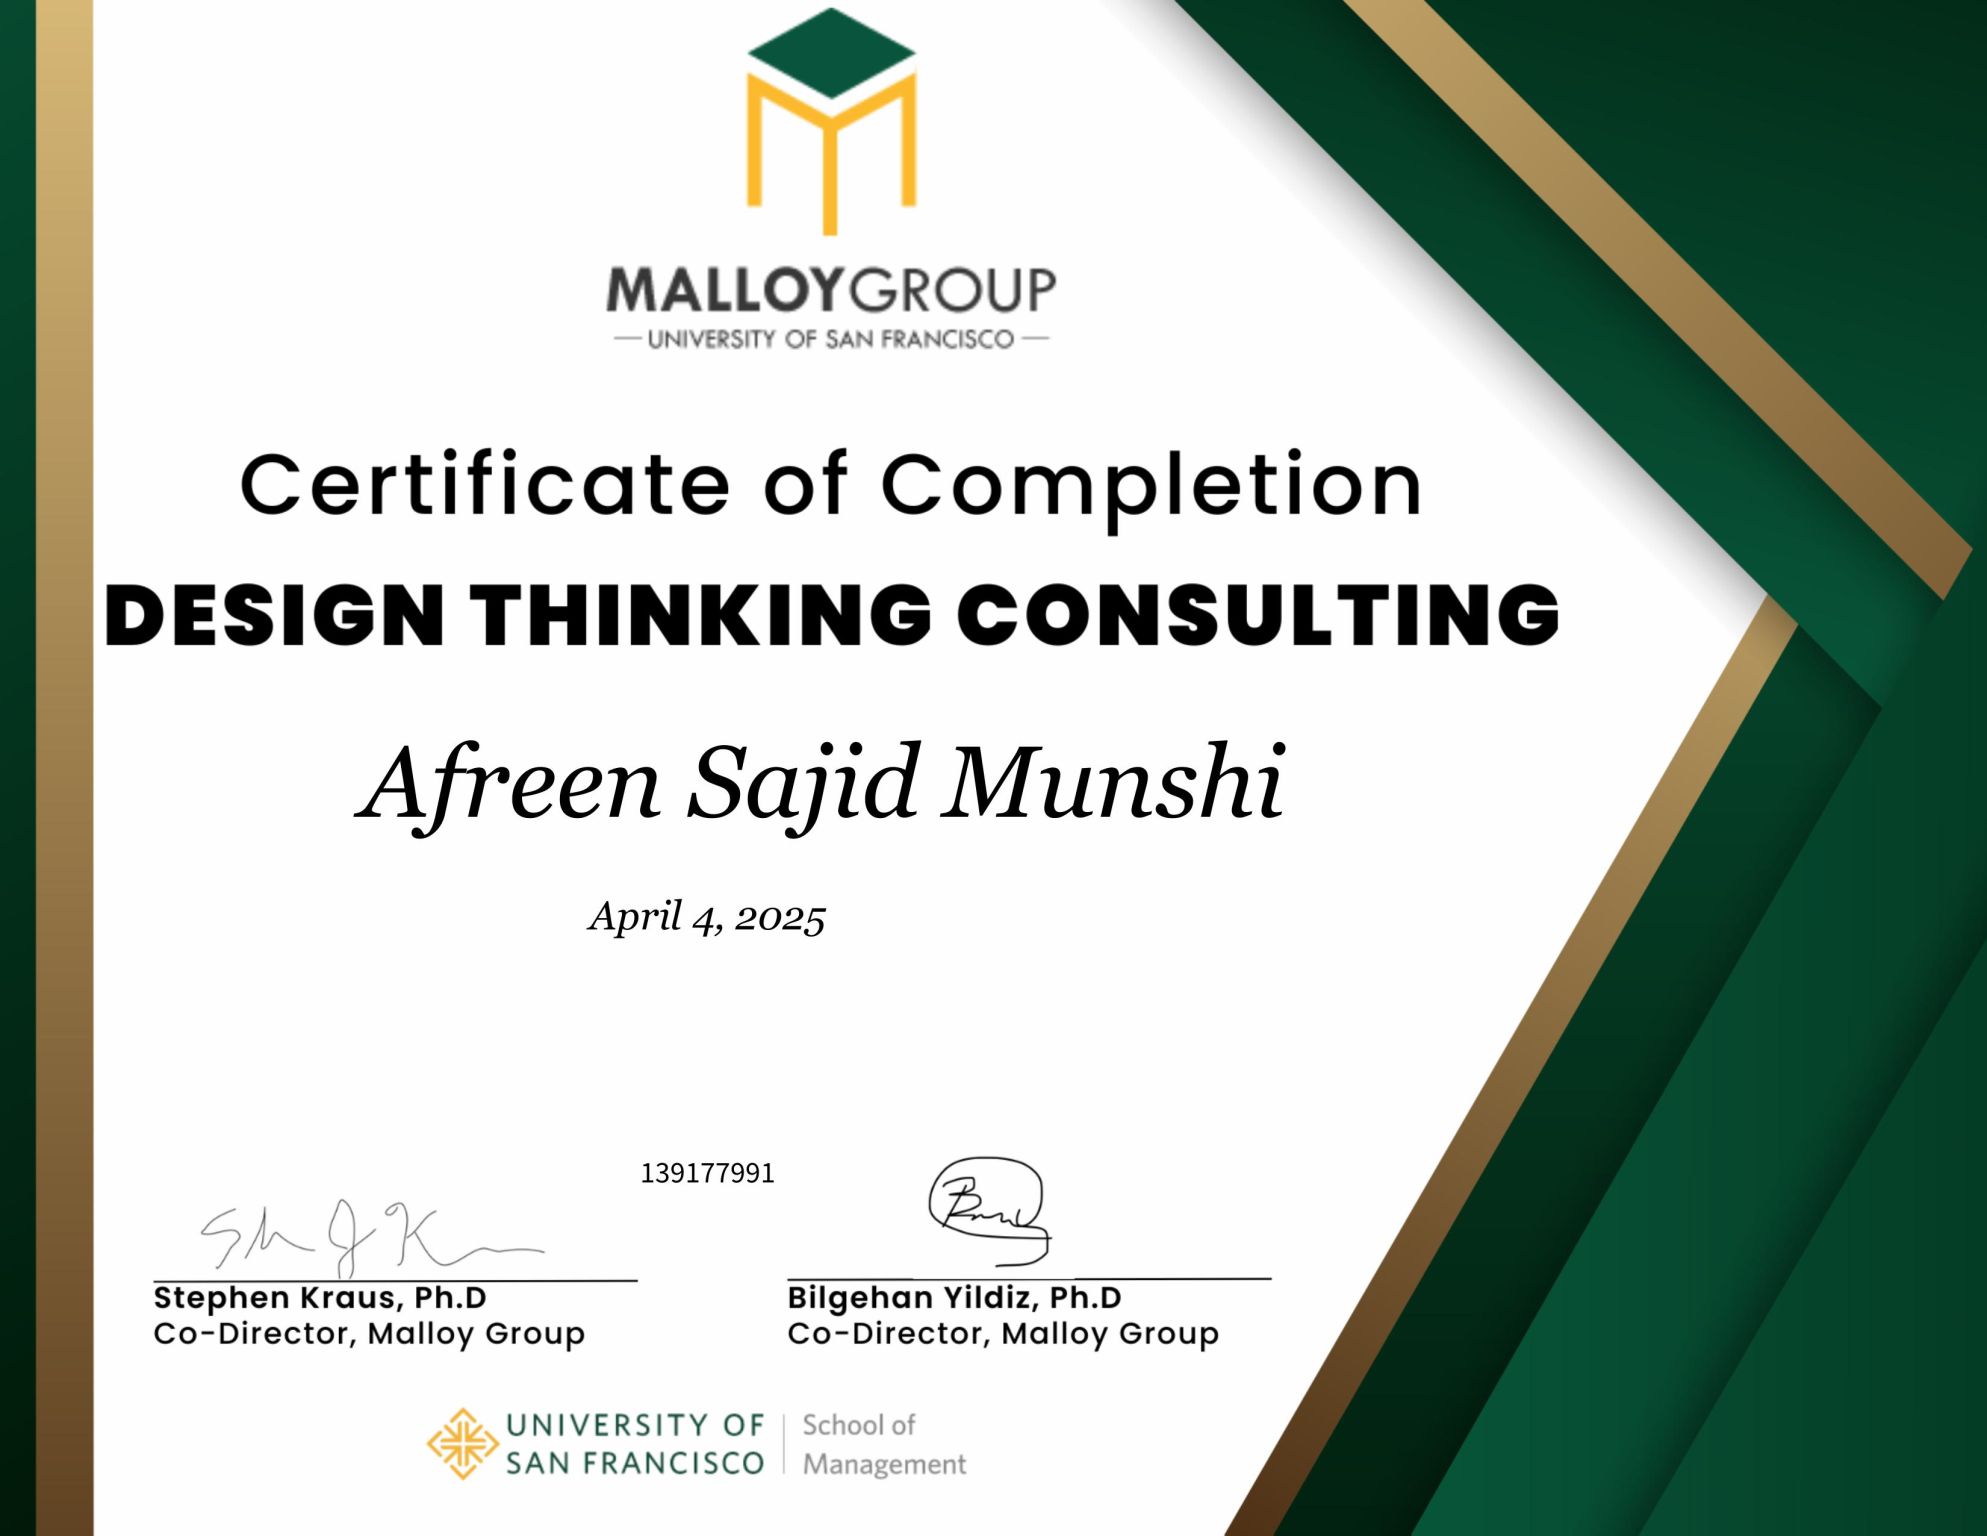 MALLOYGROUP
UNIVERSITY OF SAN FRANCISCO
Certificate of Completion
DESIGN THINKING CONSULTING
Afreen Sajid Munshi
April 4, 2025
139177991
Stephen Kraus, Ph.D
Co-Director, Malloy Group
Bilgehan Yildiz, Ph.D
Co-Director, Malloy Group
UNIVERSITY OF
SAN FRANCISCO
School of
Management